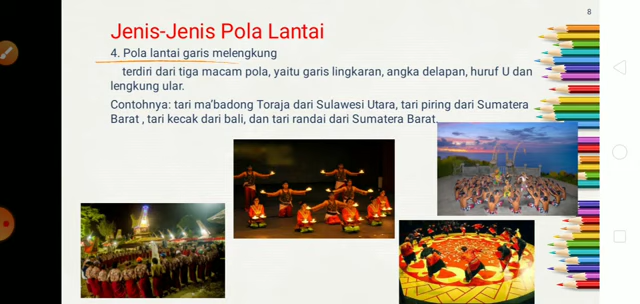 8
Jenis-Jenis Pola Lantai
4. Pola lantai garis melengkung
terdiri dari tiga macam pola, yaitu garis lingkaran, angka delapan, huruf U dan
lengkung ular.
Contohnya: tari ma'badong Toraja dari Sulawesi Utara, tari piring dari Sumatera
Barat , tari kecak dari bali, dan tari randai dari Sumatera Barat.